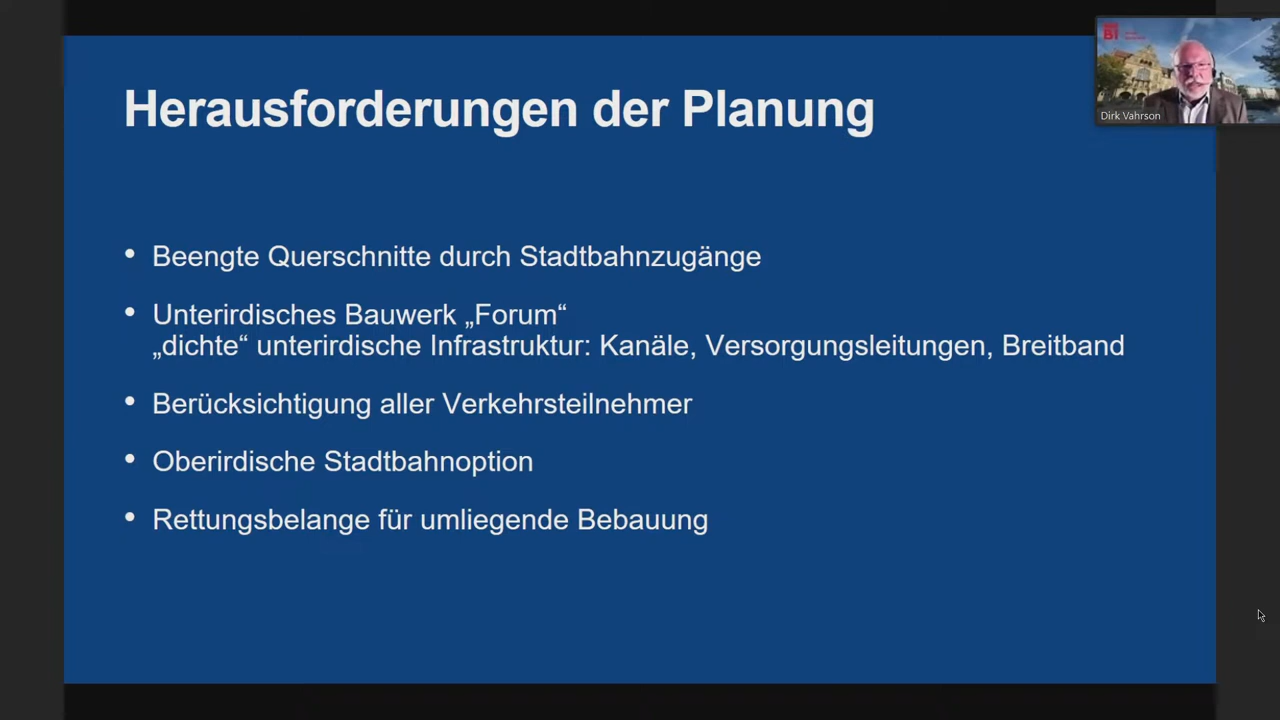 Herausforderungen der Planung
• Beengte Querschnitte durch Stadtbahnzugänge
• Unterirdisches Bauwerk „Forum“
„dichte“ unterirdische Infrastruktur: Kanäle, Versorgungsleitungen, Breitband
• Berücksichtigung aller Verkehrsteilnehmer
• Oberirdische Stadtbahnoption
• Rettungsbelange für umliegende Bebauung
BI
Dirk Vahrson